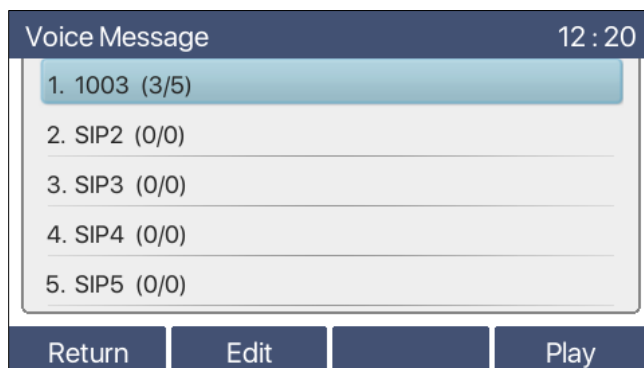 Voice Message 12:20
1. 1003 (3/5)
2. SIP2 (0/0)
3. SIP3 (0/0)
4. SIP4 (0/0)
5. SIP5 (0/0)
Return Edit Play